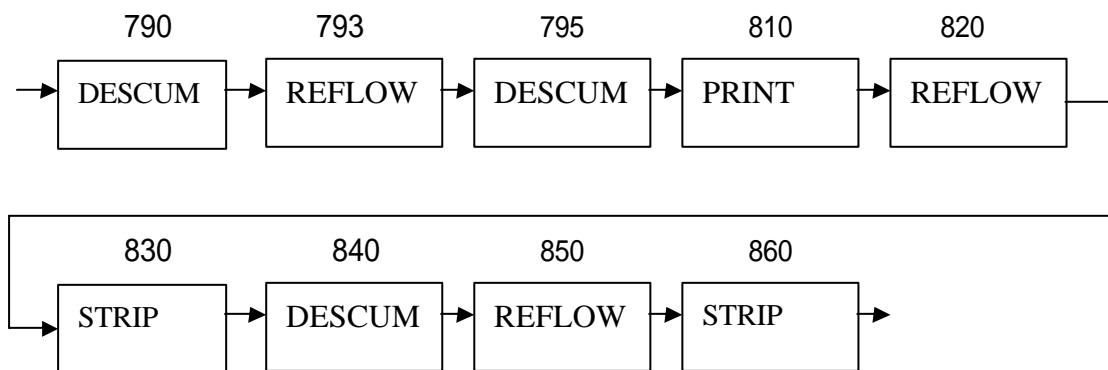 790 793 795 810 820
DESCUM REFLOW DESCUM PRINT REFLOW
830 840 850 860
STRIP DESCUM REFLOW STRIP